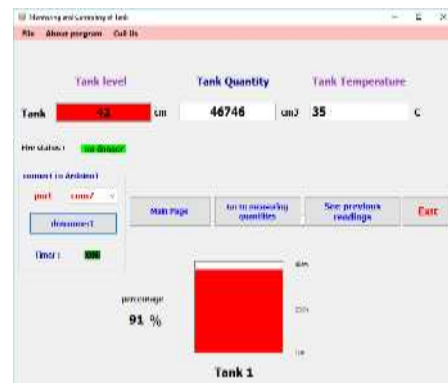 Monitoring and Controling of Tank
File About program Call Us
Tank level Tank Quantity Tank Temperature
Tank cm 46746 cm3 35 C
Fire status : no danger
connect to Arduino1
port com7
disconnect
Main Page
Go to measuring quantities
See previous readings
Exit
Timer :
percentage
91 %
Tank 1